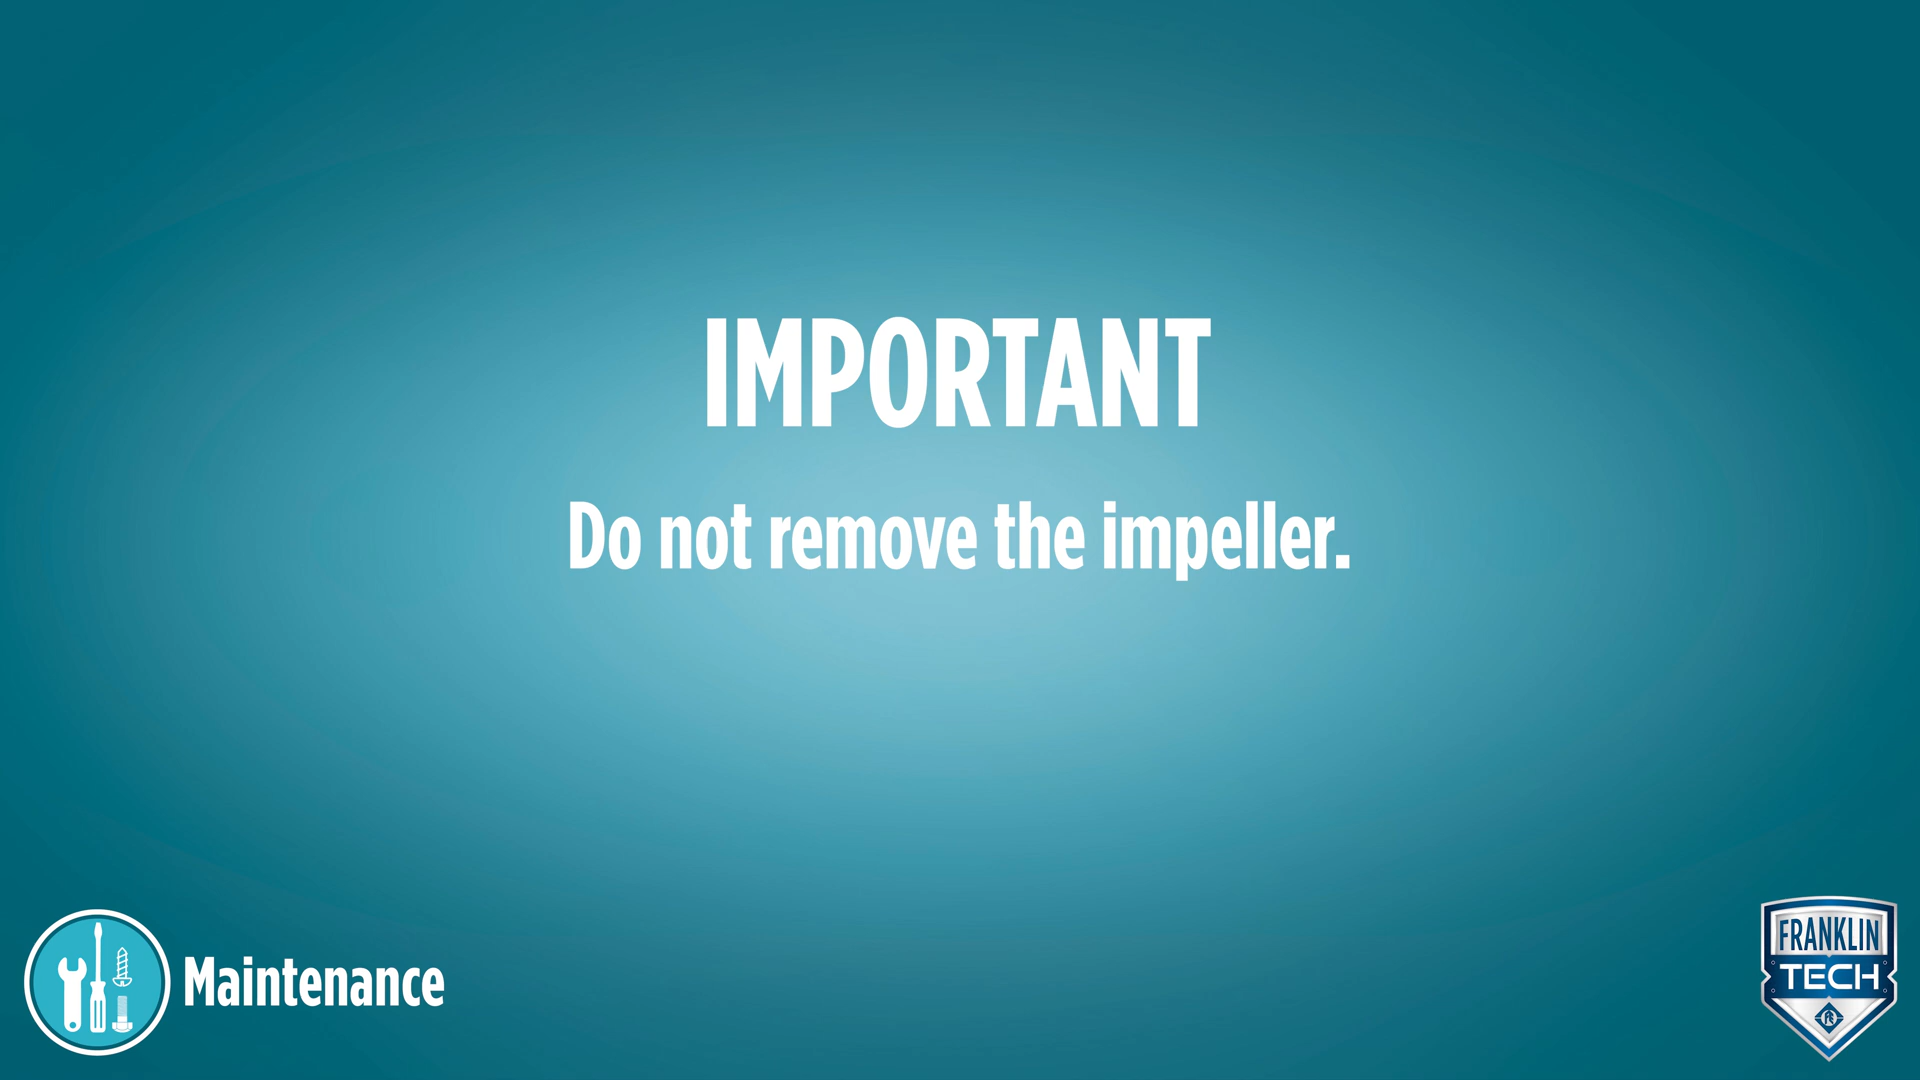 IMPORTANT
Do not remove the impeller.
Maintenance
FRANKLIN
TECH